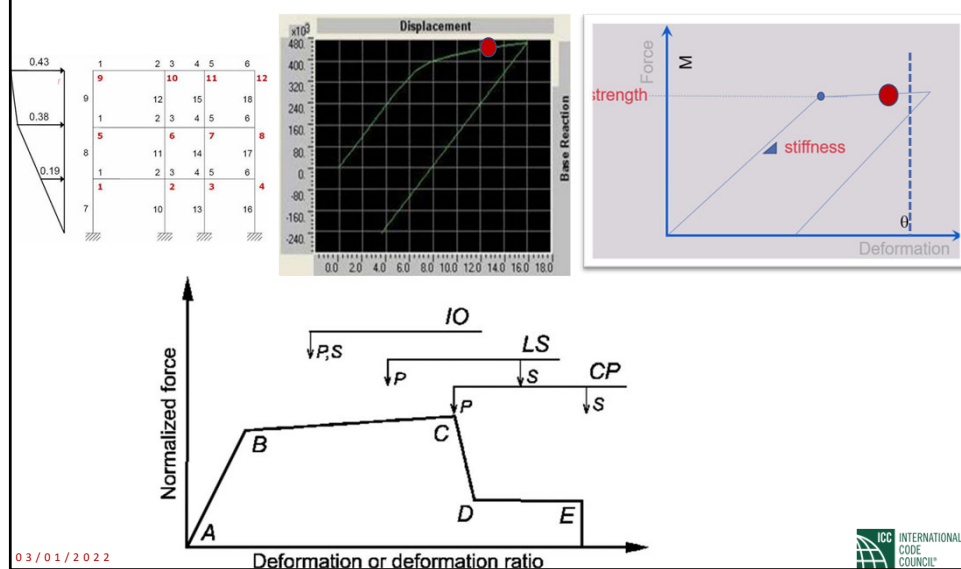 0.43
0.38
0.19
1 2 3 4 5 6
9 10 11 12
9 12 15 18
1 2 3 4 5 6
5 6 7 8
8 11 14 17
1 2 3 4 5 6
1 2 3 4
7 10 13 16
Displacement
x10³
480.
400.
320.
240.
160.
80.
0.
-80.
-160.
-240.
0.0 2.0 4.0 6.0 8.0 10.0 12.0 14.0 16.0 18.0
Base Reaction
Force
M
strength
stiffness
θ
Deformation
Normalized force
IO
P,S
LS
P
S
CP
P
S
A
B
C
D
E
Deformation or deformation ratio
03/01/2022
ICC
INTERNATIONAL
CODE
COUNCIL®